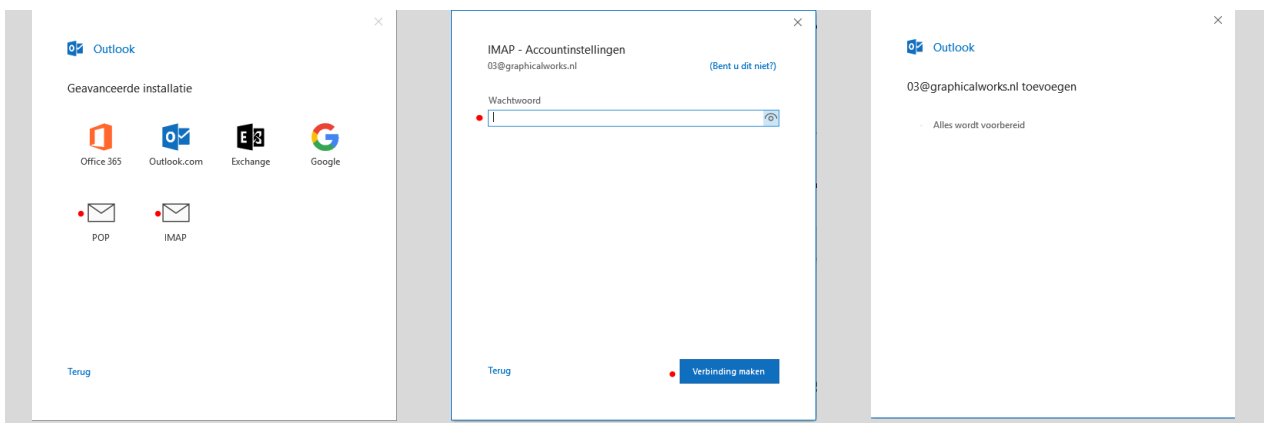 Outlook
Geavanceerde installatie
Office 365
Outlook.com
Exchange
Google
POP
IMAP
Terug
IMAP - Accountinstellingen
03@graphicalworks.nl
(Bent u dit niet?)
Wachtwoord
Terug
Verbinding maken
Outlook
03@graphicalworks.nl toevoegen
Alles wordt voorbereid